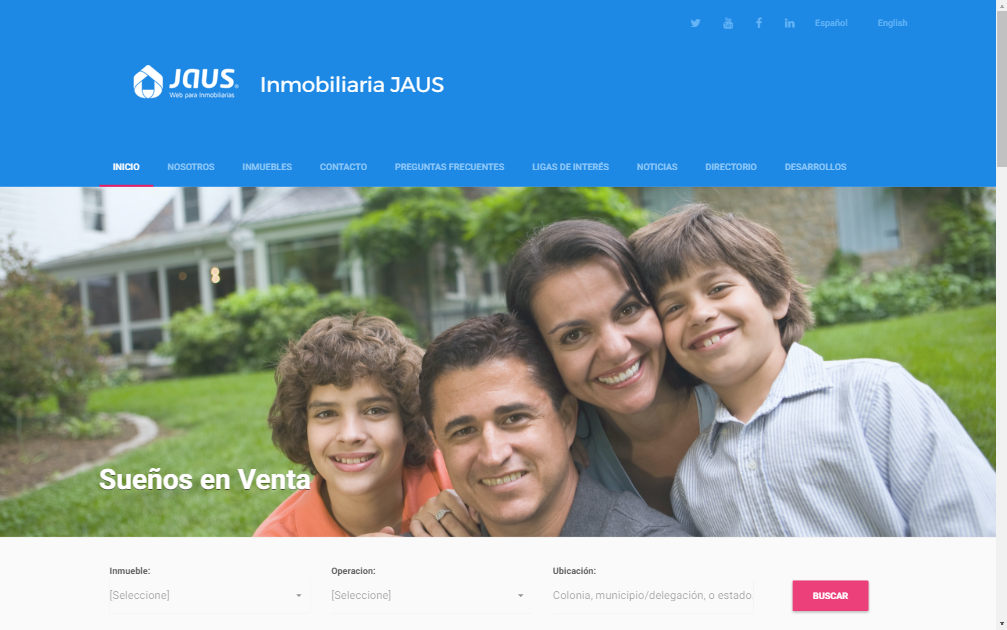 Español English
JAUS®
Web para Inmobiliarias
Inmobiliaria JAUS
INICIO NOSOTROS INMUEBLES CONTACTO PREGUNTAS FRECUENTES LIGAS DE INTERÉS NOTICIAS DIRECTORIO DESARROLLOS
Sueños en Venta
Inmueble: Operacion: Ubicación:
[Seleccione] [Seleccione] Colonia, municipio/delegación, o estado
BUSCAR